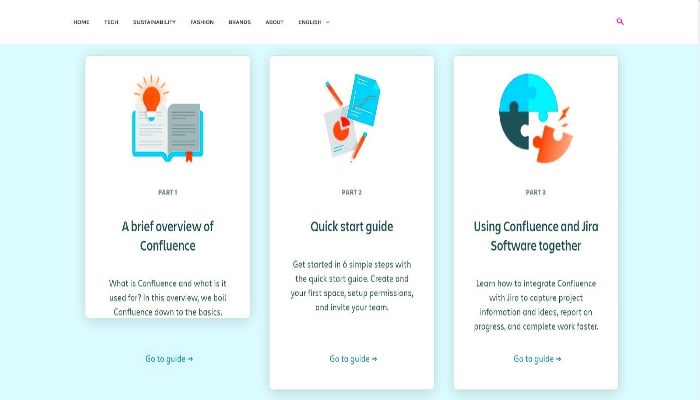 HOME TECH SUSTAINABILITY FASHION BRANDS ABOUT ENGLISH
PART 1
A brief overview of
Confluence
What is Confluence and what is it
used for? In this overview, we boil
Confluence down to the basics.
Go to guide →
PART 2
Quick start guide
Get started in 6 simple steps with
the quick start guide. Create and
your first space, setup permissions,
and invite your team.
Go to guide →
PART 3
Using Confluence and Jira
Software together
Learn how to integrate Confluence
with Jira to capture project
information and ideas, report on
progress, and complete work faster.
Go to guide →